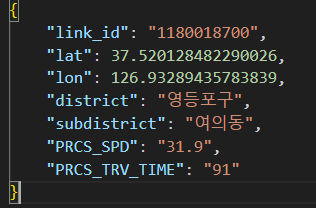 {
    "link_id": "1180018700",
    "lat": 37.520128482290026,
    "lon": 126.93289435783839,
    "district": "영등포구",
    "subdistrict": "여의동",
    "PRCS_SPD": "31.9",
    "PRCS_TRV_TIME": "91"
}